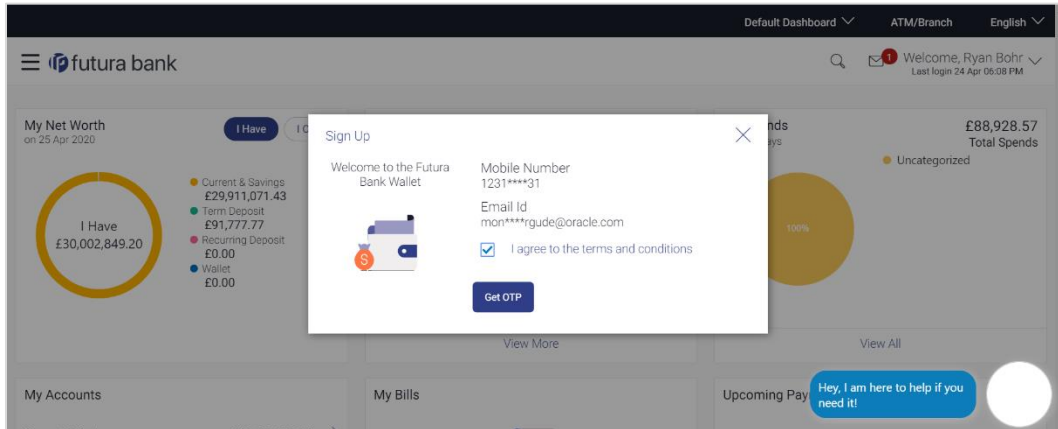 Default Dashboard
ATM/Branch
English
futura bank
1
Welcome, Ryan Bohr
Last login 24 Apr 06:08 PM
My Net Worth
on 25 Apr 2020
I Have
Current & Savings
£29,911,071.43
Term Deposit
£91,777.77
Recurring Deposit
£0.00
Wallet
£0.00
I Have
£30,002,849.20
Sign Up
Welcome to the Futura
Bank Wallet
Mobile Number
1231****31
Email Id
mon****rgude@oracle.com
I agree to the terms and conditions
Get OTP
£88,928.57
Total Spends
Uncategorized
100%
View More
View All
My Accounts
My Bills
Upcoming
Hey, I am here to help if you
need it!